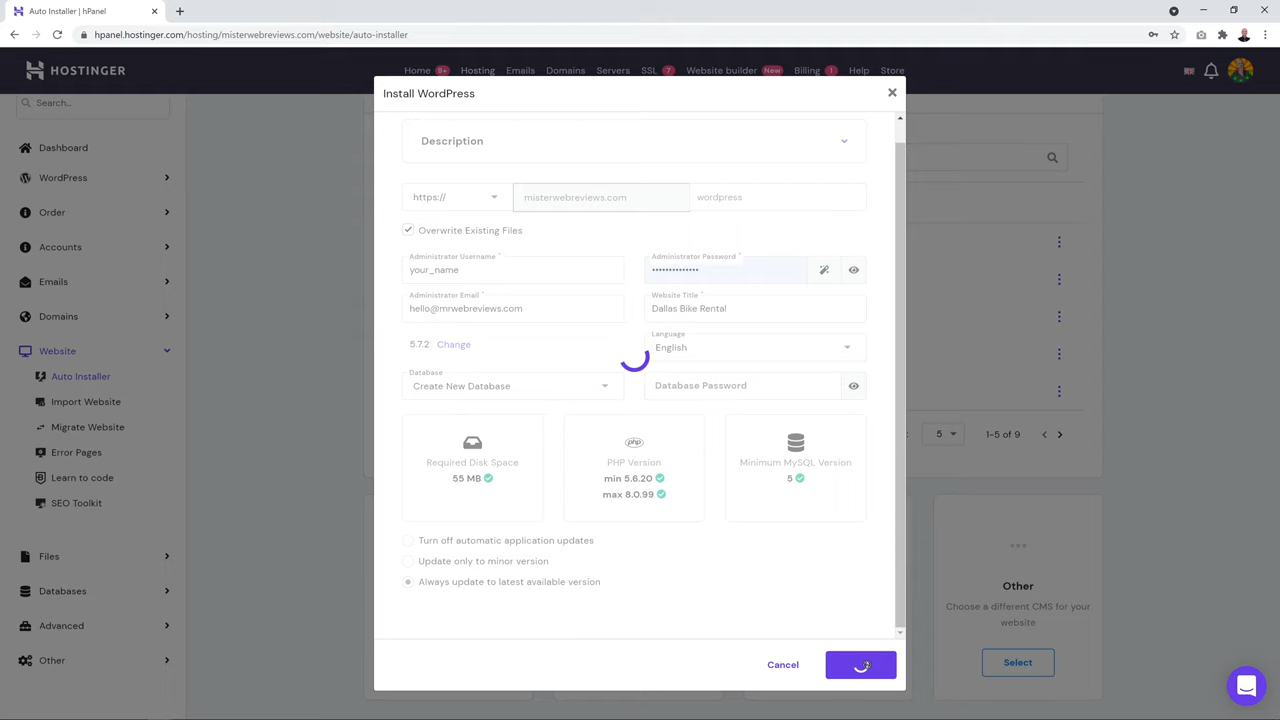 Auto Installer | hPanel
hpanel.hostinger.com/hosting/misterwebreviews.com/website/auto-installer
HOSTINGER
Home 9+ Hosting Emails Domains Servers SSL 7 Website builder New Billing 1 Help Store
Install WordPress
Search...
Dashboard
WordPress
Order
Accounts
Emails
Domains
Website
Auto Installer
Import Website
Migrate Website
Error Pages
Learn to code
SEO Toolkit
Files
Databases
Advanced
Other
Description
https://
misterwebreviews.com
wordpress
Overwrite Existing Files
Administrator Username *
your_name
Administrator Password *
••••••••••••••
Administrator Email *
hello@mrwebreviews.com
Website Title *
Dallas Bike Rental
5.7.2 Change
Language
English
Database
Create New Database
Database Password
Required Disk Space
55 MB
PHP Version
min 5.6.20
max 8.0.99
Minimum MySQL Version
5
Turn off automatic application updates
Update only to minor version
Always update to latest available version
Cancel
5
1-5 of 9
Other
Choose a different CMS for your
website
Select